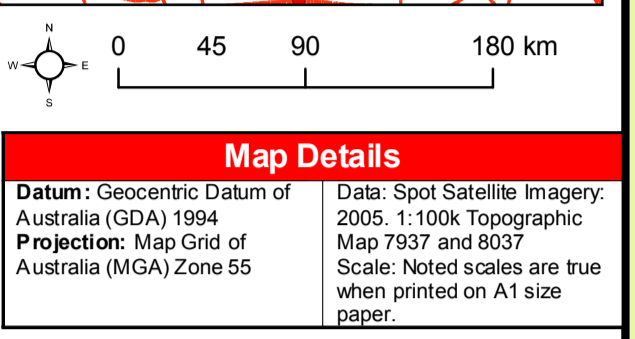 N
W E
S
0 45 90 180 km
Map Details
Datum: Geocentric Datum of
Australia (GDA) 1994
Projection: Map Grid of
Australia (MGA) Zone 55
Data: Spot Satellite Imagery:
2005. 1:100k Topographic
Map 7937 and 8037
Scale: Noted scales are true
when printed on A1 size
paper.